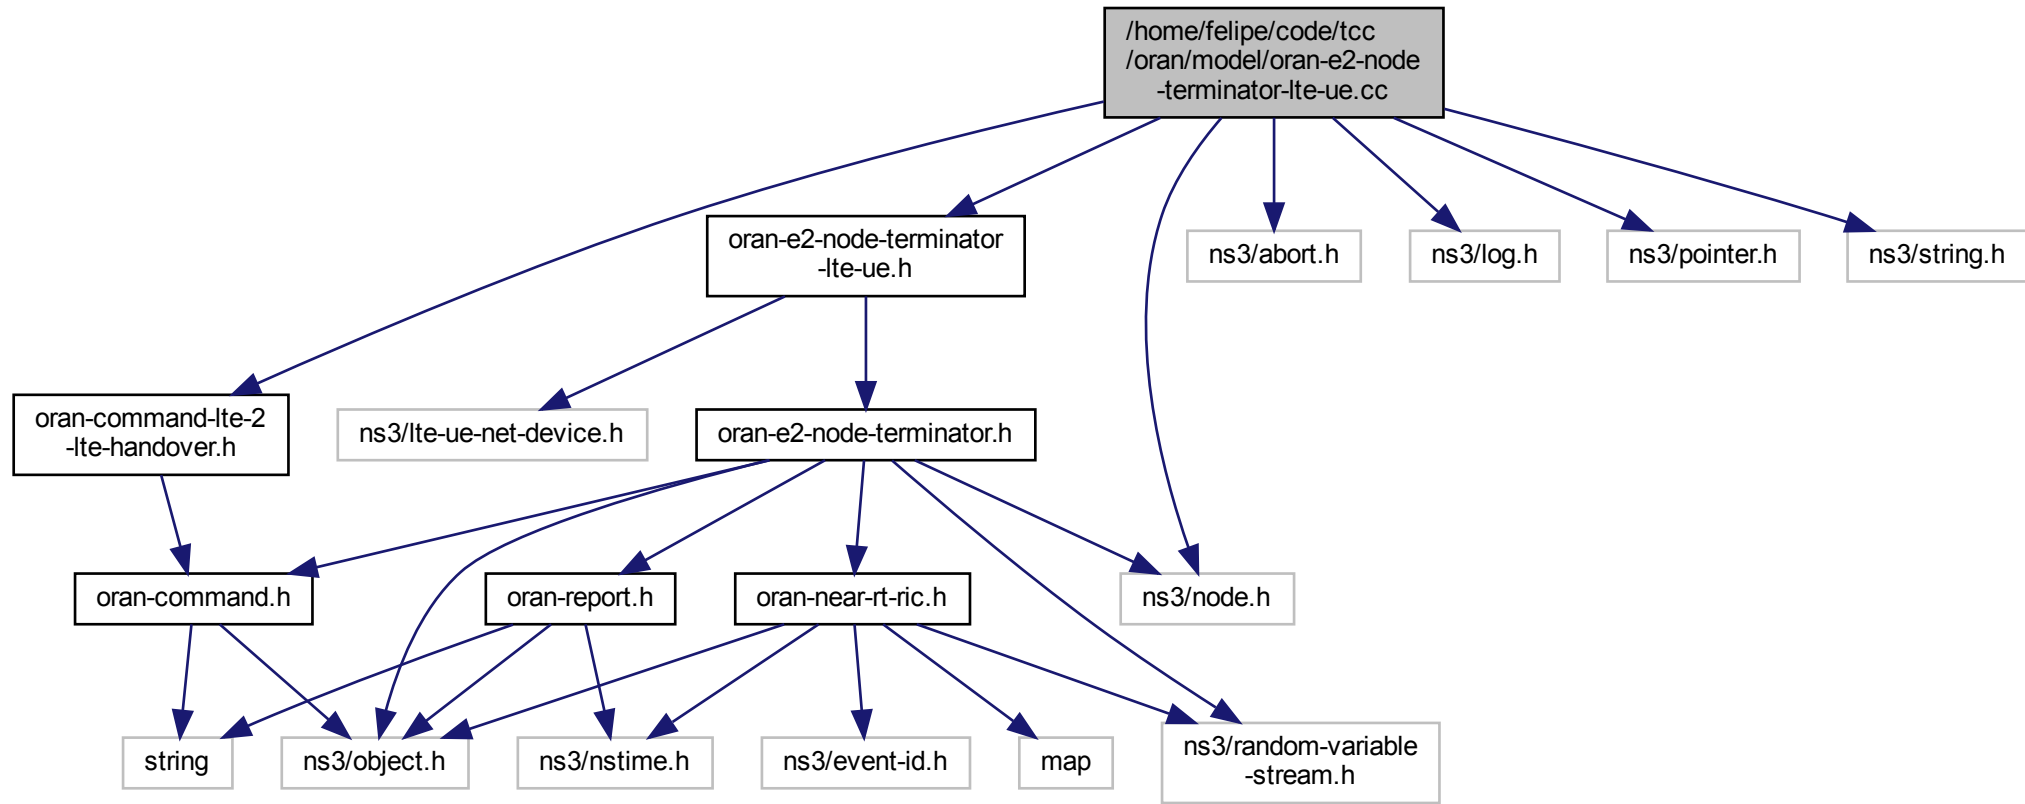 /home/felipe/code/tcc
/oran/model/oran-e2-node
-terminator-lte-ue.cc
oran-e2-node-terminator
-lte-ue.h
ns3/abort.h
ns3/log.h
ns3/pointer.h
ns3/string.h
oran-command-lte-2
-lte-handover.h
ns3/lte-ue-net-device.h
oran-e2-node-terminator.h
oran-command.h
oran-report.h
oran-near-rt-ric.h
ns3/node.h
string
ns3/object.h
ns3/nstime.h
ns3/event-id.h
map
ns3/random-variable
-stream.h